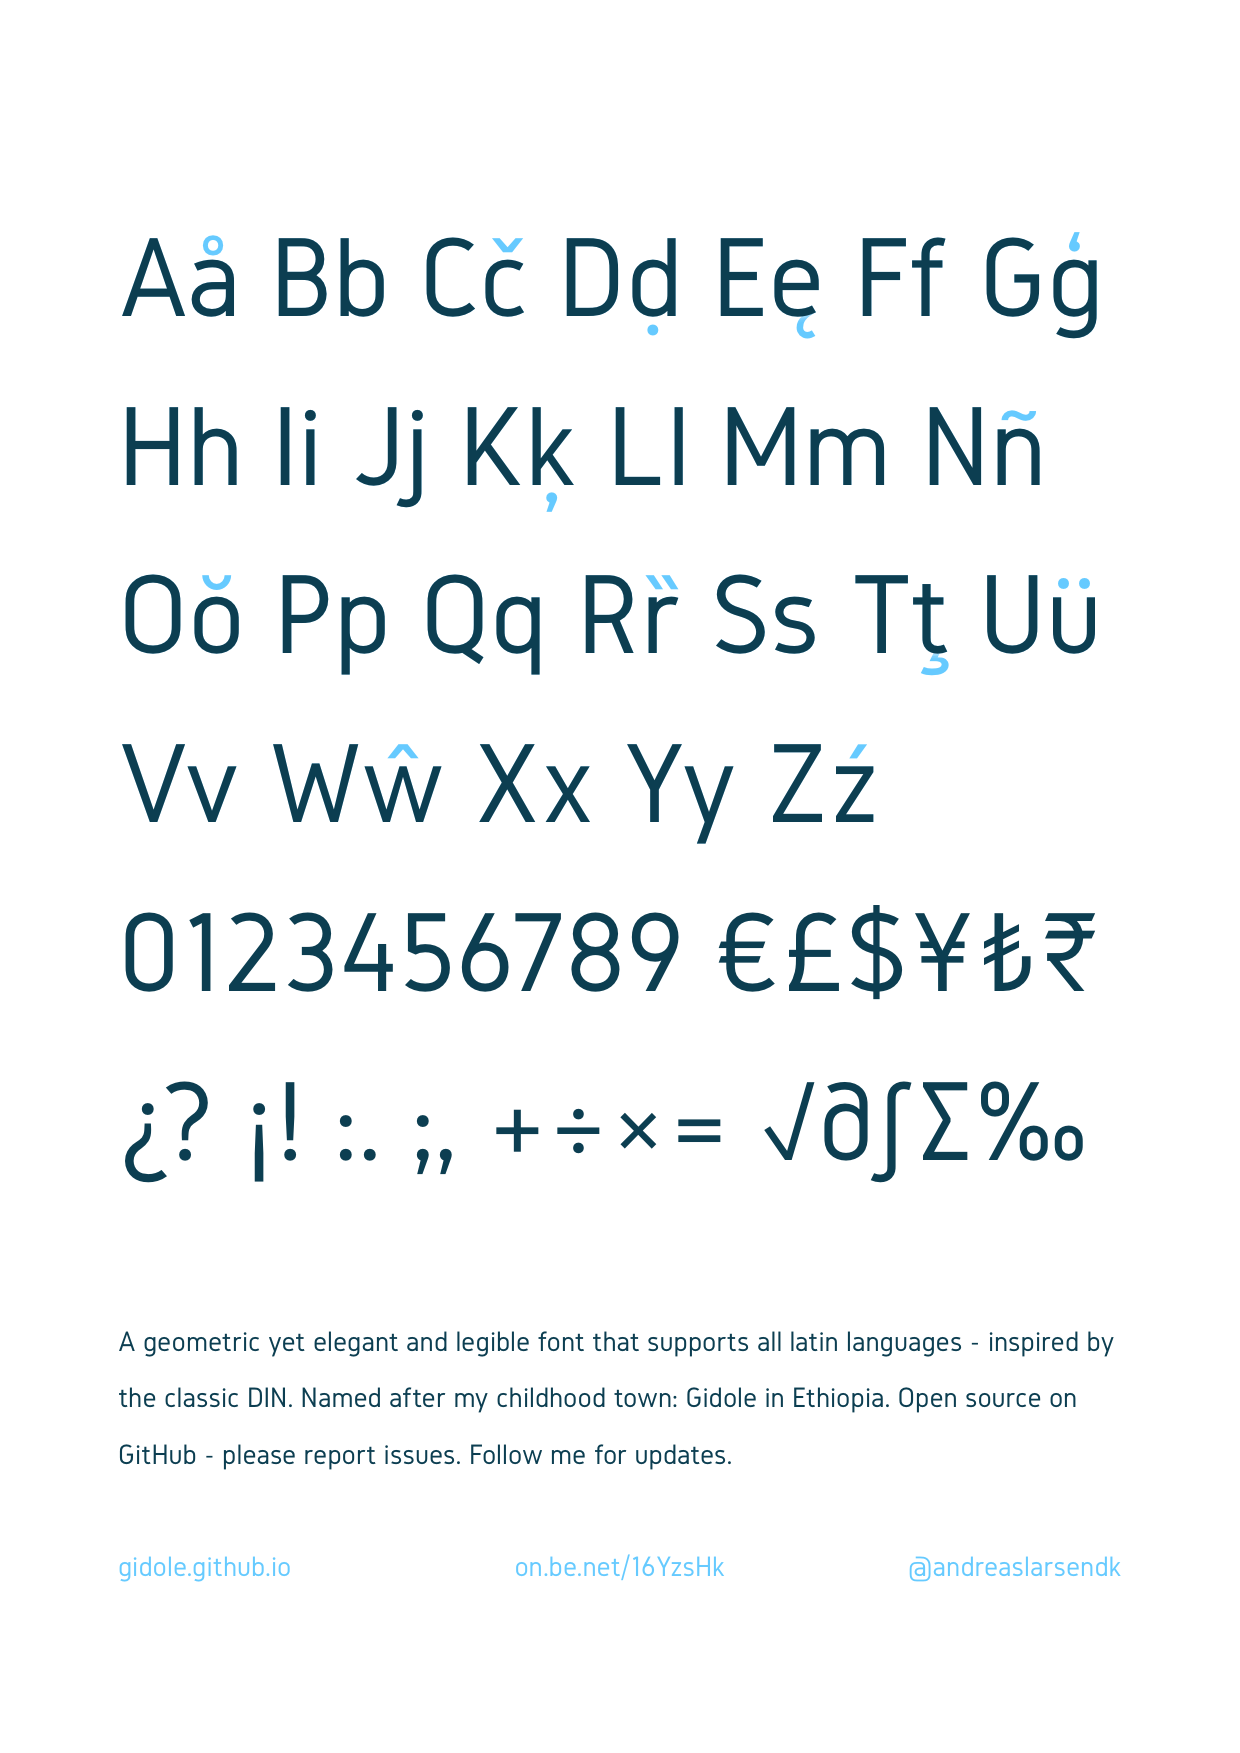 Aå Bb Cč Dḍ Eę Ff Gģ
Hh Ii Jj Kķ Ll Mm Nñ
Oŏ Pp Qq Rȑ Ss Tţ Uü
Vv Wŵ Xx Yy Zź
0123456789 €£$¥₺₹
¿? ¡! :. ;, +÷×= √∂∫∑‰
A geometric yet elegant and legible font that supports all latin languages - inspired by
the classic DIN. Named after my childhood town: Gidole in Ethiopia. Open source on
GitHub - please report issues. Follow me for updates.
gidole.github.io on.be.net/16YzsHk @andreaslarsendk